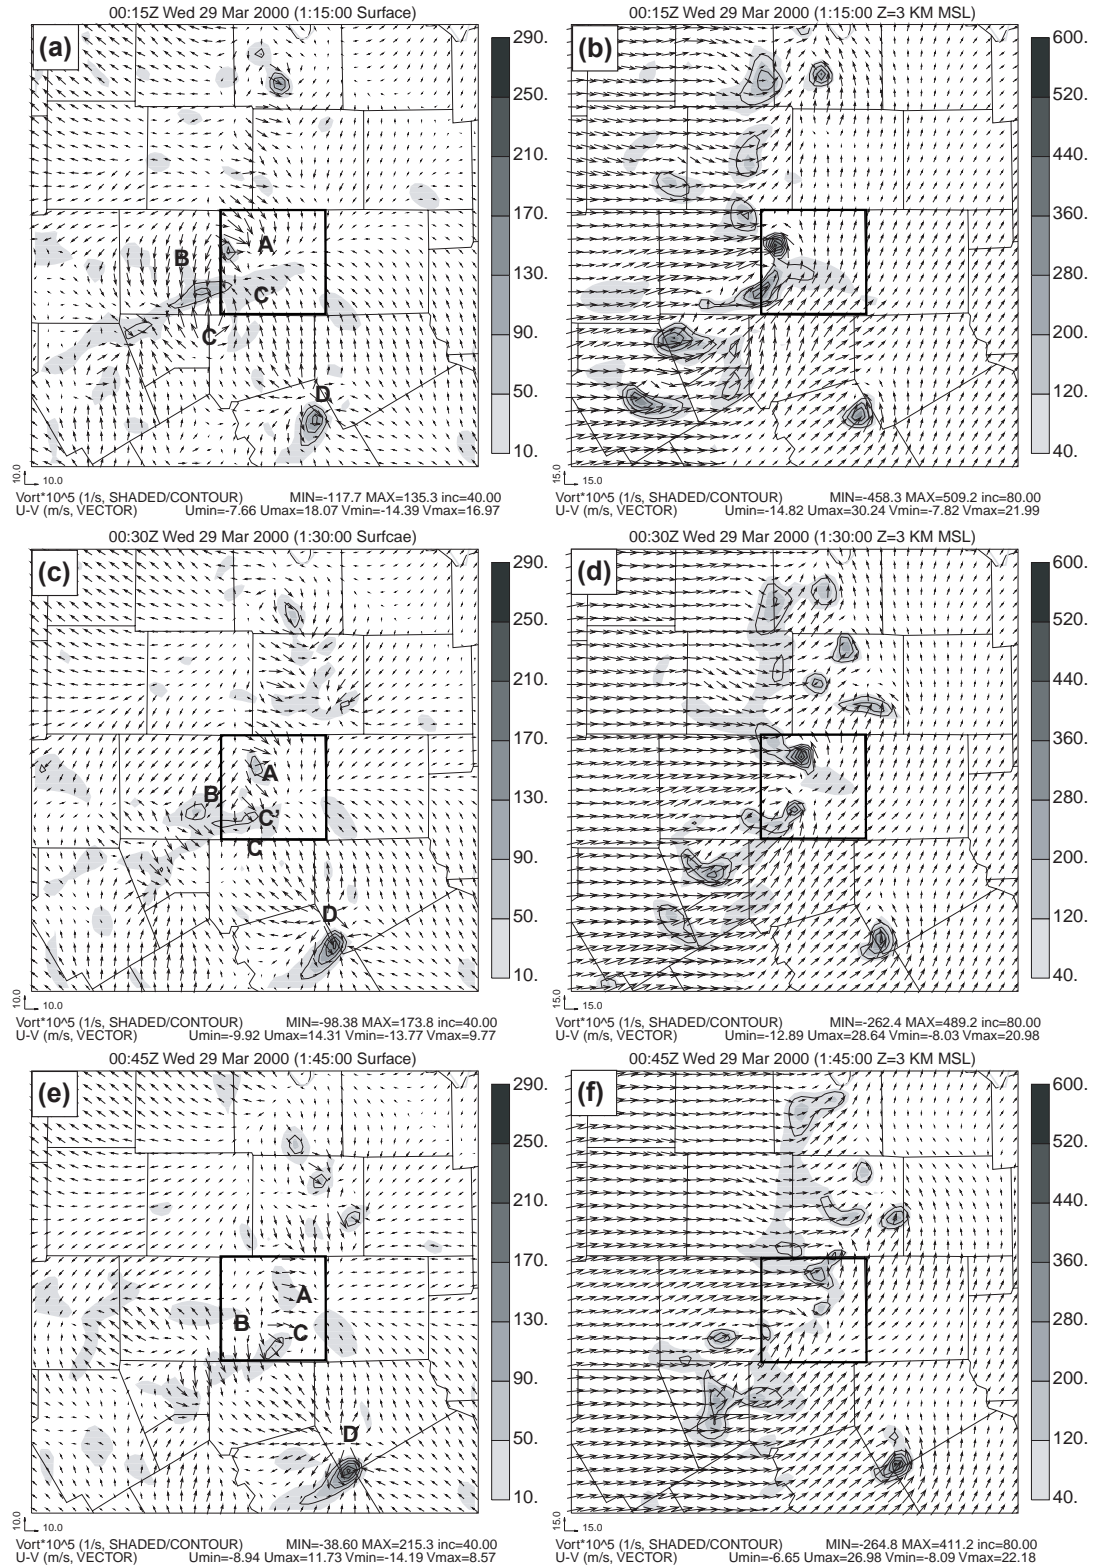 00:15Z Wed 29 Mar 2000 (1:15:00 Surface)
(a)
290.
250.
210.
170.
130.
90.
50.
10.
A
B
C'
C
D
10.0
10.0
Vort*10^5 (1/s, SHADED/CONTOUR) MIN=-117.7 MAX=135.3 inc=40.00
U-V (m/s, VECTOR) Umin=-7.66 Umax=18.07 Vmin=-14.39 Vmax=16.97
00:15Z Wed 29 Mar 2000 (1:15:00 Z=3 KM MSL)
(b)
600.
520.
440.
360.
280.
200.
120.
40.
15.0
15.0
Vort*10^5 (1/s, SHADED/CONTOUR) MIN=-458.3 MAX=509.2 inc=80.00
U-V (m/s, VECTOR) Umin=-14.82 Umax=30.24 Vmin=-7.82 Vmax=21.99
00:30Z Wed 29 Mar 2000 (1:30:00 Surfcae)
(c)
290.
250.
210.
170.
130.
90.
50.
10.
A
B
C'
C
D
10.0
10.0
Vort*10^5 (1/s, SHADED/CONTOUR) MIN=-98.38 MAX=173.8 inc=40.00
U-V (m/s, VECTOR) Umin=-9.92 Umax=14.31 Vmin=-13.77 Vmax=9.77
00:30Z Wed 29 Mar 2000 (1:30:00 Z=3 KM MSL)
(d)
600.
520.
440.
360.
280.
200.
120.
40.
15.0
15.0
Vort*10^5 (1/s, SHADED/CONTOUR) MIN=-262.4 MAX=489.2 inc=80.00
U-V (m/s, VECTOR) Umin=-12.89 Umax=28.64 Vmin=-8.03 Vmax=20.98
00:45Z Wed 29 Mar 2000 (1:45:00 Surface)
(e)
290.
250.
210.
170.
130.
90.
50.
10.
A
B
C
D
10.0
10.0
Vort*10^5 (1/s, SHADED/CONTOUR) MIN=-38.60 MAX=215.3 inc=40.00
U-V (m/s, VECTOR) Umin=-8.94 Umax=11.73 Vmin=-14.19 Vmax=8.57
00:45Z Wed 29 Mar 2000 (1:45:00 Z=3 KM MSL)
(f)
600.
520.
440.
360.
280.
200.
120.
40.
15.0
15.0
Vort*10^5 (1/s, SHADED/CONTOUR) MIN=-264.8 MAX=411.2 inc=80.00
U-V (m/s, VECTOR) Umin=-6.65 Umax=26.98 Vmin=-8.09 Vmax=22.18